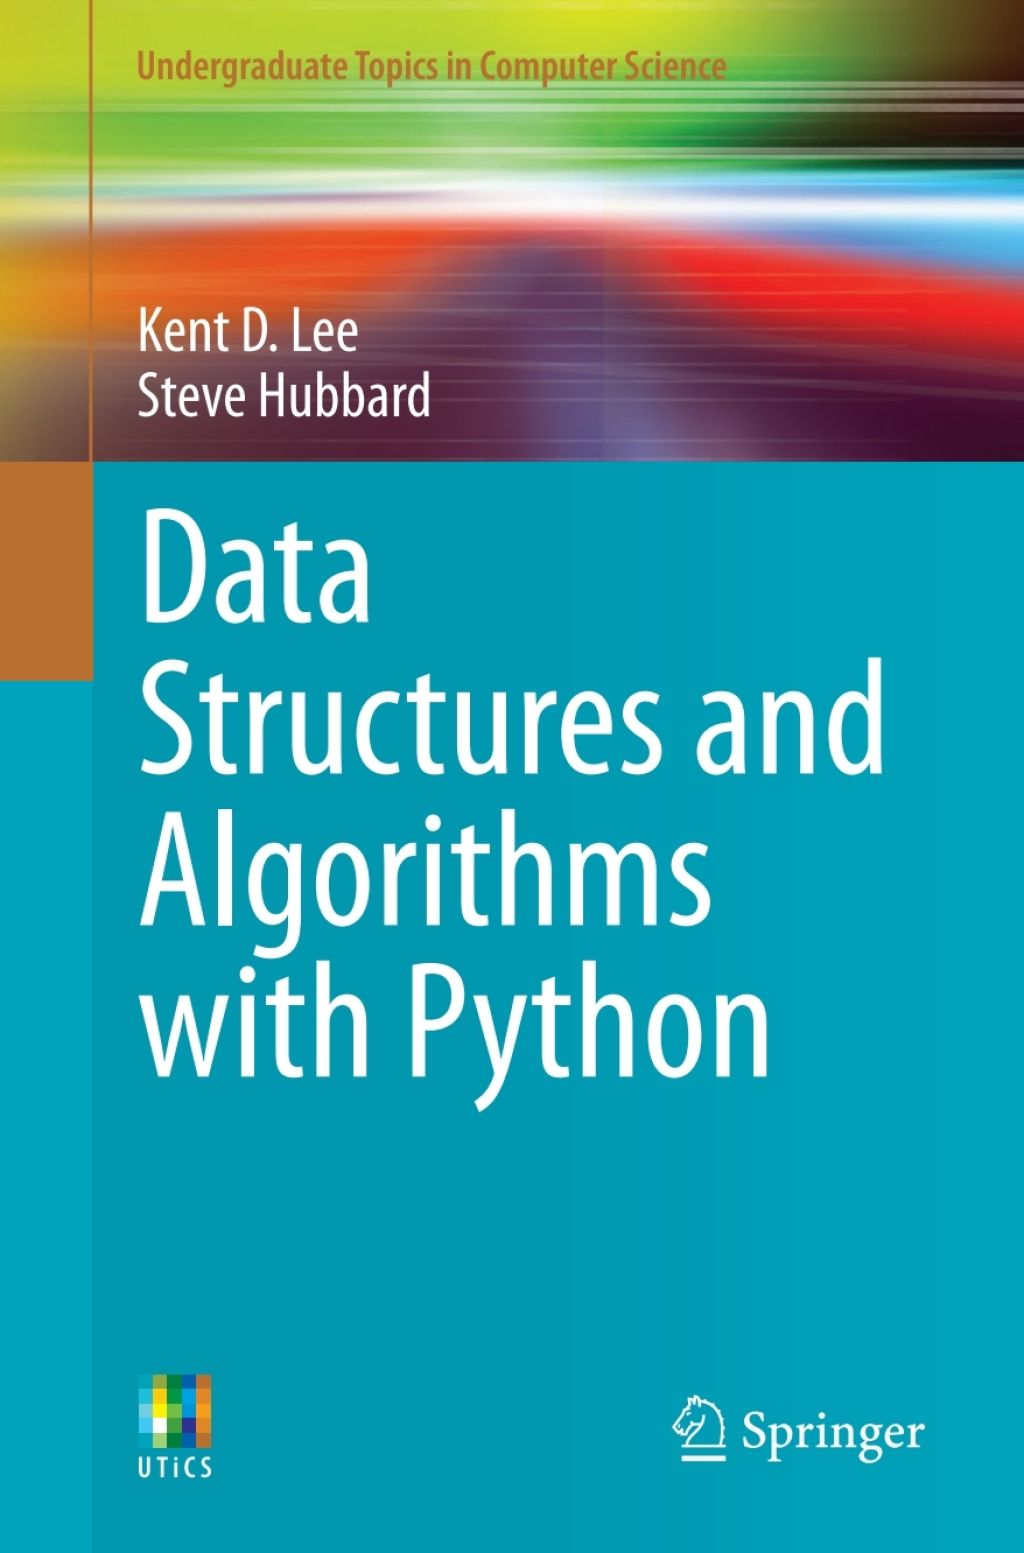 Undergraduate Topics in Computer Science
Kent D. Lee
Steve Hubbard
Data
Structures and
Algorithms
with Python
UTiCS
Springer